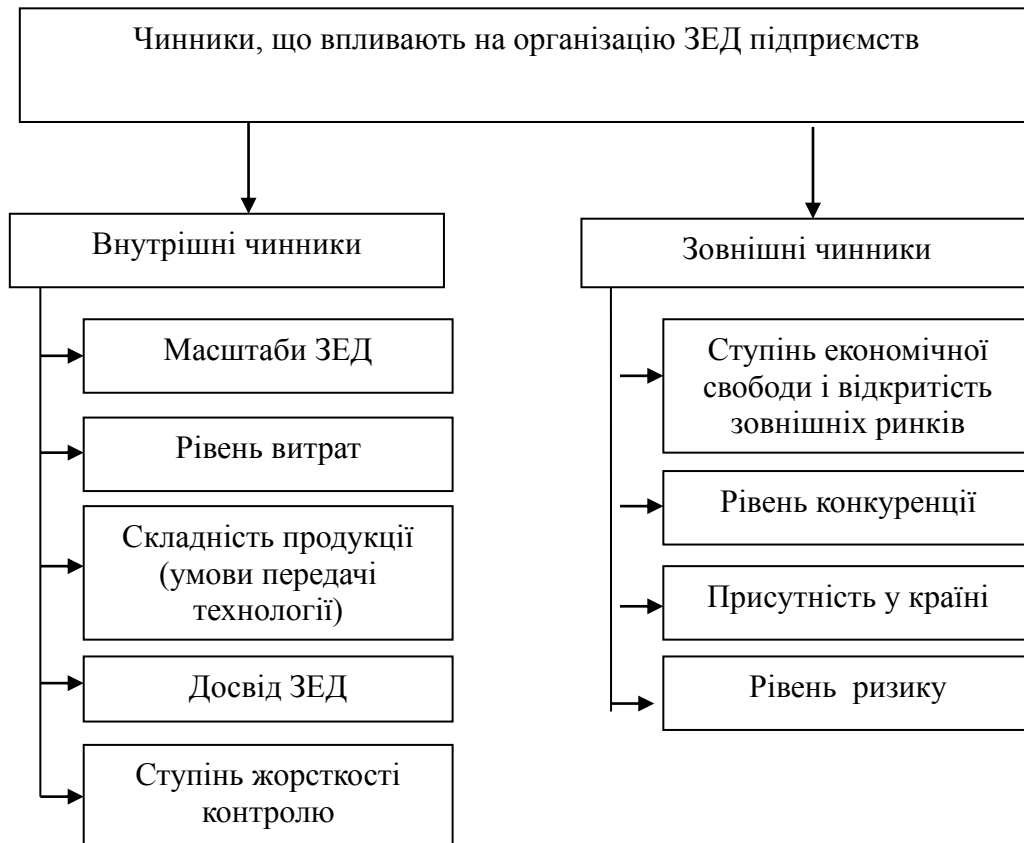 Чинники, що впливають на організацію ЗЕД підприємств
Внутрішні чинники
Масштаби ЗЕД
Рівень витрат
Складність продукції
(умови передачі
технології)
Досвід ЗЕД
Ступінь жорсткості
контролю
Зовнішні чинники
Ступінь економічної
свободи і відкритість
зовнішніх ринків
Рівень конкуренції
Присутність у країні
Рівень ризику